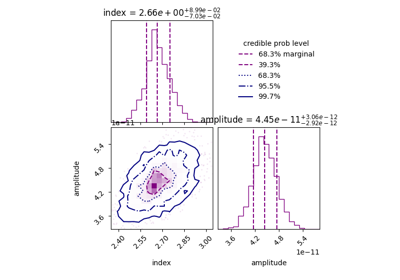 index = 2.66e+00+8.99e-02
-7.03e-02
credible prob level
68.3% marginal
39.3%
68.3%
95.5%
99.7%
1e-11
amplitude = 4.45e-11+3.06e-12
-2.92e-12
5.4
4.8
4.2
3.6
amplitude
2.40 2.55 2.70 2.85 3.00
index
3.6 4.2 4.8 5.4
1e-11
amplitude